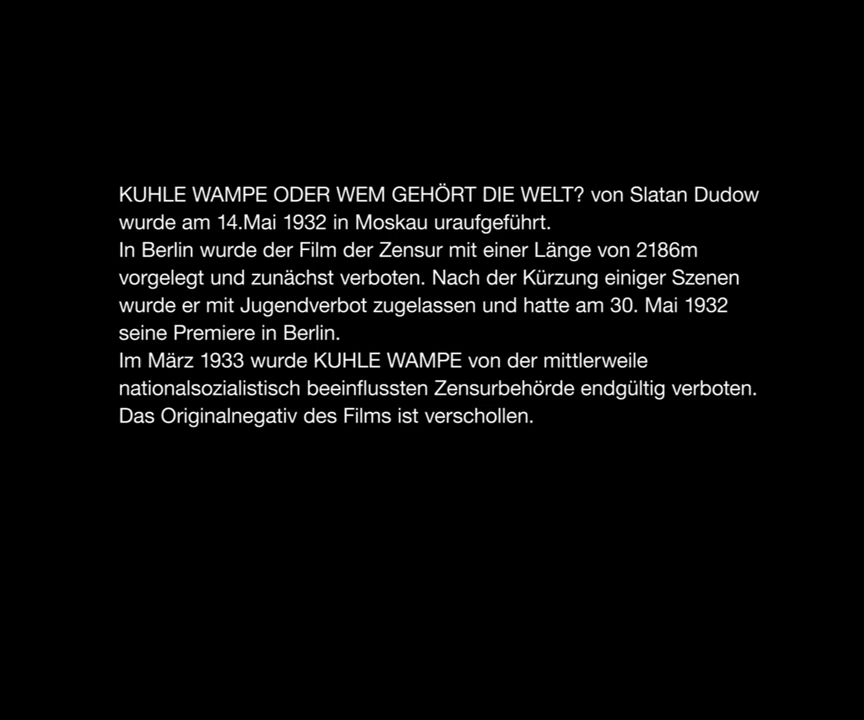 KUHLE WAMPE ODER WEM GEHÖRT DIE WELT? von Slatan Dudow
wurde am 14.Mai 1932 in Moskau uraufgeführt.
In Berlin wurde der Film der Zensur mit einer Länge von 2186m
vorgelegt und zunächst verboten. Nach der Kürzung einiger Szenen
wurde er mit Jugendverbot zugelassen und hatte am 30. Mai 1932
seine Premiere in Berlin.
Im März 1933 wurde KUHLE WAMPE von der mittlerweile
nationalsozialistisch beeinflussten Zensurbehörde endgültig verboten.
Das Originalnegativ des Films ist verschollen.